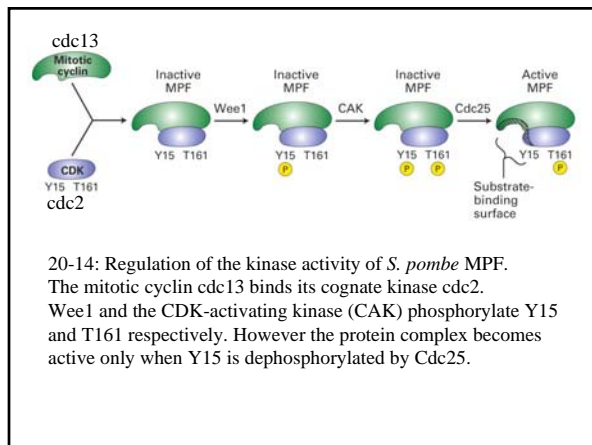 cdc13
Mitotic
cyclin
CDK
Y15 T161
cdc2
Inactive
MPF
Y15 T161
Wee1
Inactive
MPF
Y15 T161
P
CAK
Inactive
MPF
Y15 T161
P P
Cdc25
Active
MPF
Y15 T161
P
Substrate-
binding
surface
20-14: Regulation of the kinase activity of S. pombe MPF.
The mitotic cyclin cdc13 binds its cognate kinase cdc2.
Wee1 and the CDK-activating kinase (CAK) phosphorylate Y15
and T161 respectively. However the protein complex becomes
active only when Y15 is dephosphorylated by Cdc25.